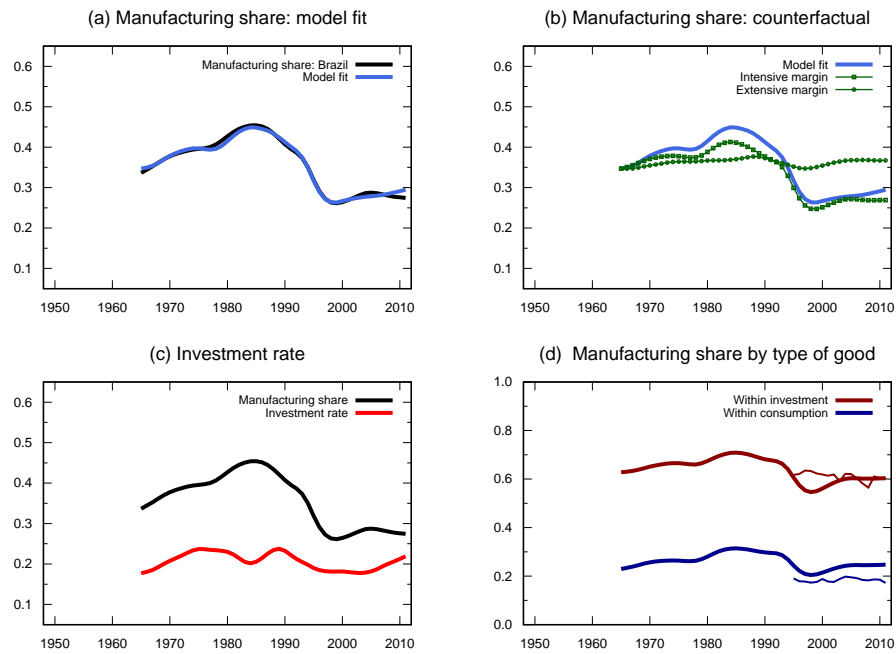 (a) Manufacturing share: model fit
0.6
0.5
0.4
0.3
0.2
0.1
1950 1960 1970 1980 1990 2000 2010
Manufacturing share: Brazil
Model fit
(b) Manufacturing share: counterfactual
0.6
0.5
0.4
0.3
0.2
0.1
1950 1960 1970 1980 1990 2000 2010
Model fit
Intensive margin
Extensive margin
(c) Investment rate
0.6
0.5
0.4
0.3
0.2
0.1
1950 1960 1970 1980 1990 2000 2010
Manufacturing share
Investment rate
(d) Manufacturing share by type of good
1.0
0.8
0.6
0.4
0.2
0.0
1950 1960 1970 1980 1990 2000 2010
Within investment
Within consumption